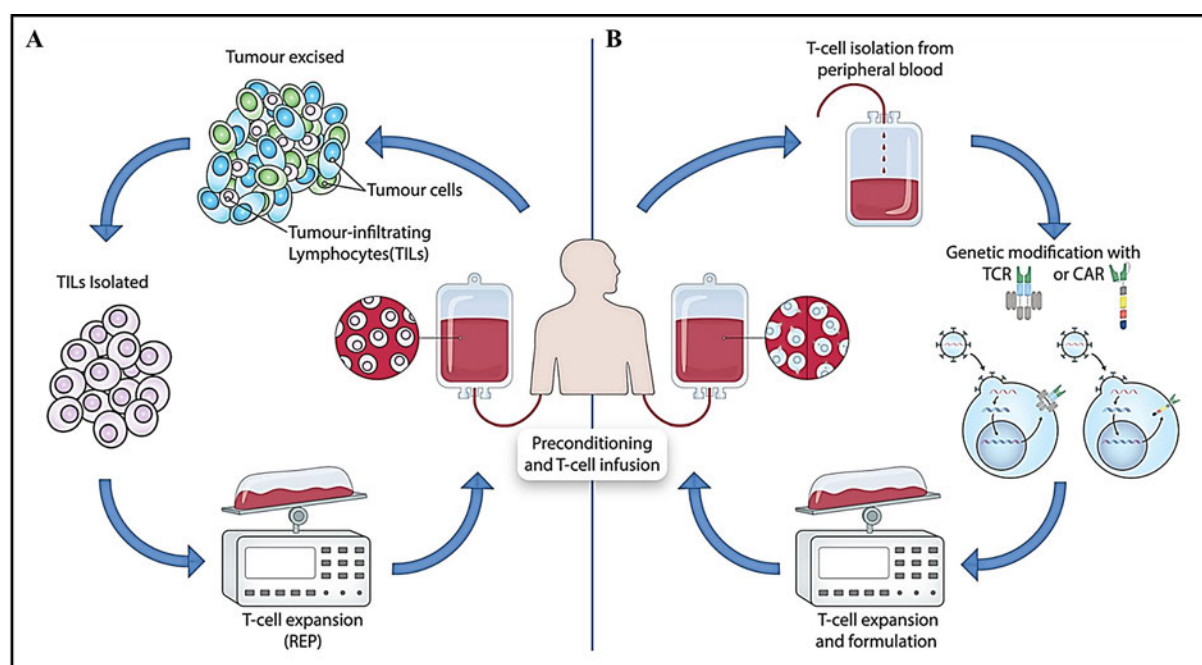 A
Tumour excised
Tumour cells
Tumour-infiltrating
Lymphocytes(TILs)
TILs Isolated
T-cell expansion
(REP)
Preconditioning
and T-cell infusion
B
T-cell isolation from
peripheral blood
Genetic modification with
TCR or CAR
T-cell expansion
and formulation